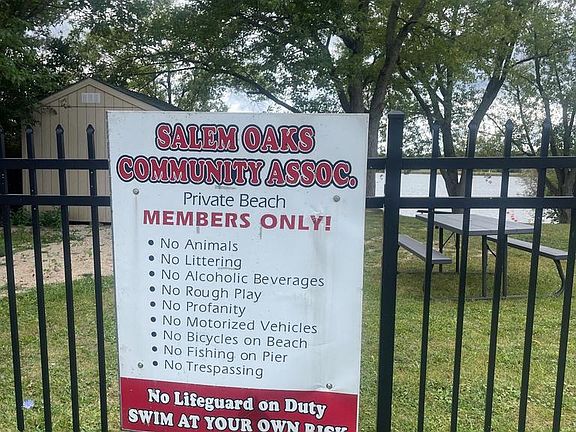 SALEM OAKS
COMMUNITY ASSOC.
Private Beach
MEMBERS ONLY!
• No Animals
• No Littering
• No Alcoholic Beverages
• No Rough Play
• No Profanity
• No Motorized Vehicles
• No Bicycles on Beach
• No Fishing on Pier
• No Trespassing
No Lifeguard on Duty
SWIM AT YOUR OWN RISK